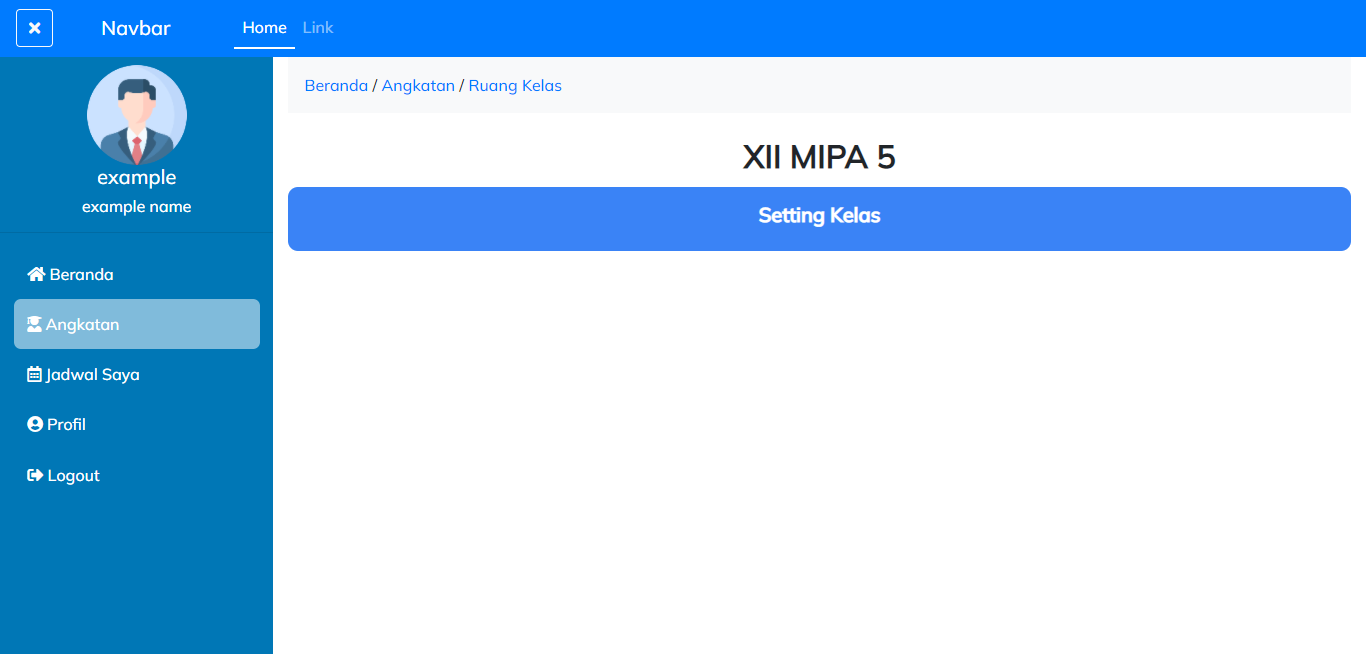 Navbar
Home Link
example
example name
Beranda
Angkatan
Jadwal Saya
Profil
Logout
Beranda / Angkatan / Ruang Kelas
XII MIPA 5
Setting Kelas